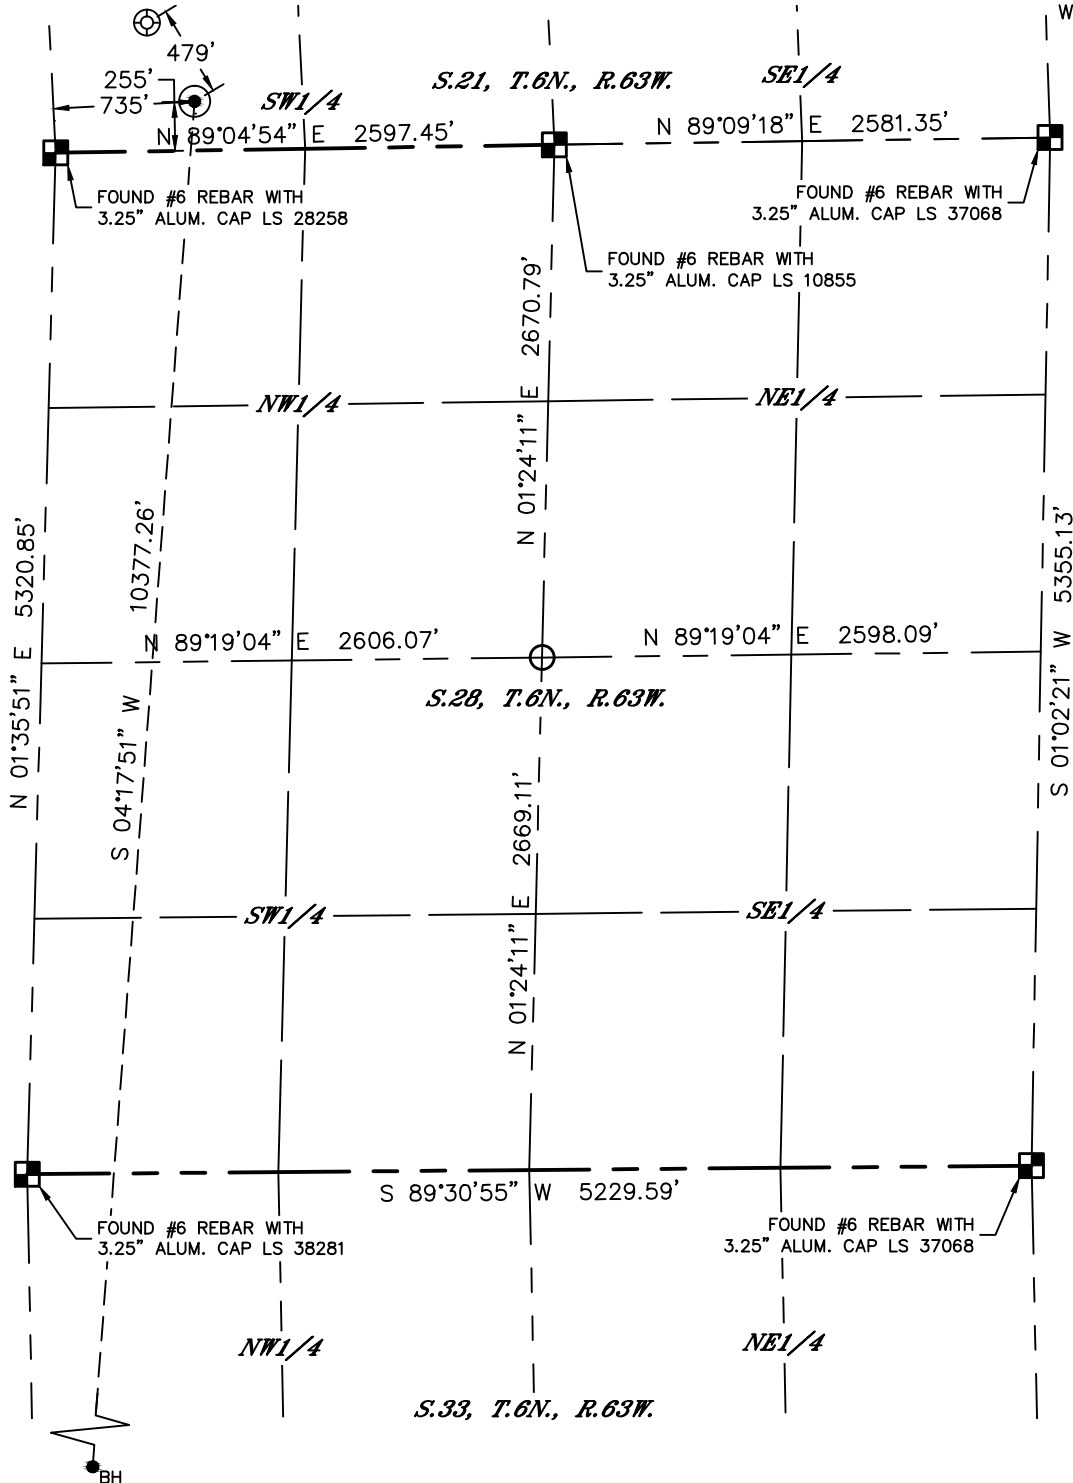 W
479'
255'
735'
SW1/4
S.21, T.6N., R.63W.
SE1/4
N 89°04'54" E 2597.45'
N 89°09'18" E 2581.35'
FOUND #6 REBAR WITH
3.25" ALUM. CAP LS 28258
FOUND #6 REBAR WITH
3.25" ALUM. CAP LS 37068
FOUND #6 REBAR WITH
3.25" ALUM. CAP LS 10855
N 01°24'11" E 2670.79'
NW1/4
NE1/4
N 01°35'51" E 5320.85'
S 04°17'51" W 10377.26'
S 01°02'21" W 5355.13'
N 89°19'04" E 2606.07'
N 89°19'04" E 2598.09'
S.28, T.6N., R.63W.
N 01°24'11" E 2669.11'
SW1/4
SE1/4
S 89°30'55" W 5229.59'
FOUND #6 REBAR WITH
3.25" ALUM. CAP LS 38281
FOUND #6 REBAR WITH
3.25" ALUM. CAP LS 37068
NW1/4
NE1/4
S.33, T.6N., R.63W.
BH